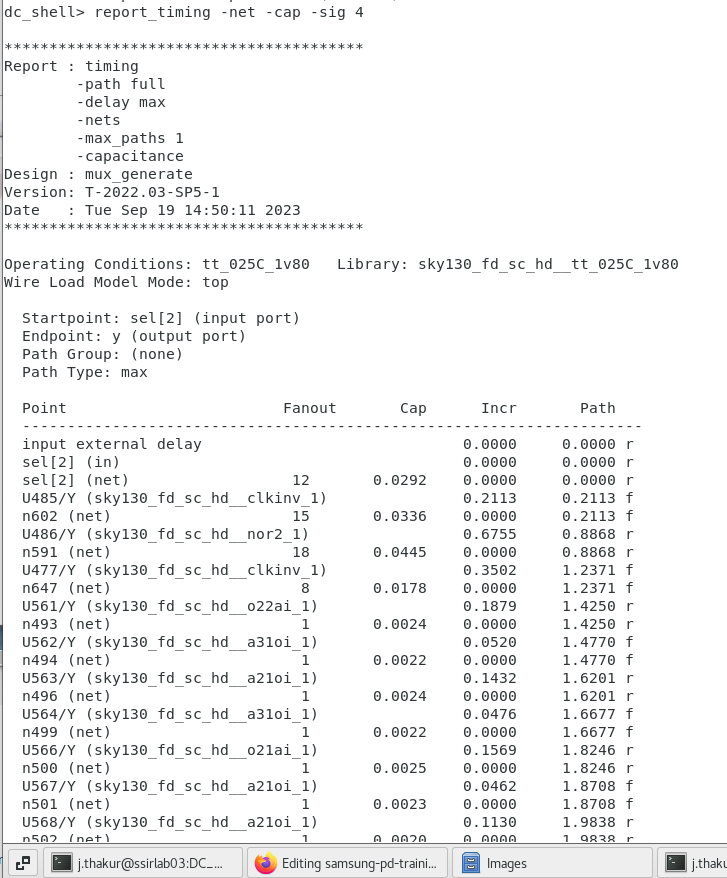 dc_shell> report_timing -net -cap -sig 4
****************************************
Report : timing
-path full
-delay max
-nets
-max_paths 1
-capacitance
Design : mux_generate
Version: T-2022.03-SP5-1
Date   : Tue Sep 19 14:50:11 2023
****************************************
Operating Conditions: tt_025C_1v80   Library: sky130_fd_sc_hd__tt_025C_1v80
Wire Load Model Mode: top
Startpoint: sel[2] (input port)
Endpoint: y (output port)
Path Group: (none)
Path Type: max
Point                        Fanout       Cap      Incr       Path
---------------------------------------------------------------------
input external delay                             0.0000     0.0000 r
sel[2] (in)                                      0.0000     0.0000 r
sel[2] (net)                  12       0.0292    0.0000     0.0000 r
U485/Y (sky130_fd_sc_hd__clkinv_1)               0.2113     0.2113 f
n602 (net)                    15       0.0336    0.0000     0.2113 f
U486/Y (sky130_fd_sc_hd__nor2_1)                 0.6755     0.8868 r
n591 (net)                    18       0.0445    0.0000     0.8868 r
U477/Y (sky130_fd_sc_hd__clkinv_1)               0.3502     1.2371 f
n647 (net)                     8       0.0178    0.0000     1.2371 f
U561/Y (sky130_fd_sc_hd__o22ai_1)                0.1879     1.4250 r
n493 (net)                     1       0.0024    0.0000     1.4250 r
U562/Y (sky130_fd_sc_hd__a31oi_1)                0.0520     1.4770 f
n494 (net)                     1       0.0022    0.0000     1.4770 f
U563/Y (sky130_fd_sc_hd__a21oi_1)                0.1432     1.6201 r
n496 (net)                     1       0.0024    0.0000     1.6201 r
U564/Y (sky130_fd_sc_hd__a31oi_1)                0.0476     1.6677 f
n499 (net)                     1       0.0022    0.0000     1.6677 f
U566/Y (sky130_fd_sc_hd__o21ai_1)                0.1569     1.8246 r
n500 (net)                     1       0.0025    0.0000     1.8246 r
U567/Y (sky130_fd_sc_hd__a21oi_1)                0.0462     1.8708 f
n501 (net)                     1       0.0023    0.0000     1.8708 f
U568/Y (sky130_fd_sc_hd__a21oi_1)                0.1130     1.9838 r
n502 (net)                     1       0.0020    0.0000     1.9838 r
j.thakur@ssirlab03:DC_... Editing samsung-pd-traini... Images j.thaku